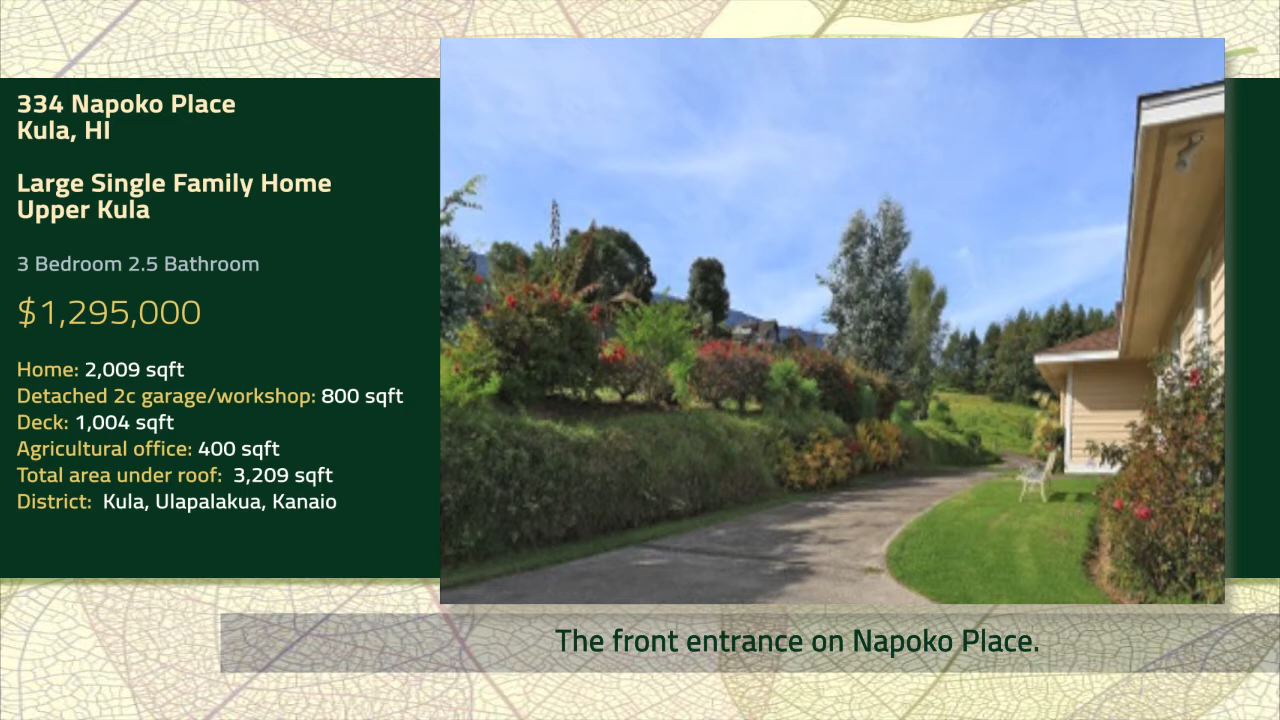 334 Napoko Place
Kula, HI
Large Single Family Home
Upper Kula
3 Bedroom 2.5 Bathroom
$1,295,000
Home: 2,009 sqft
Detached 2c garage/workshop: 800 sqft
Deck: 1,004 sqft
Agricultural office: 400 sqft
Total area under roof: 3,209 sqft
District: Kula, Ulapalakua, Kanaio
The front entrance on Napoko Place.